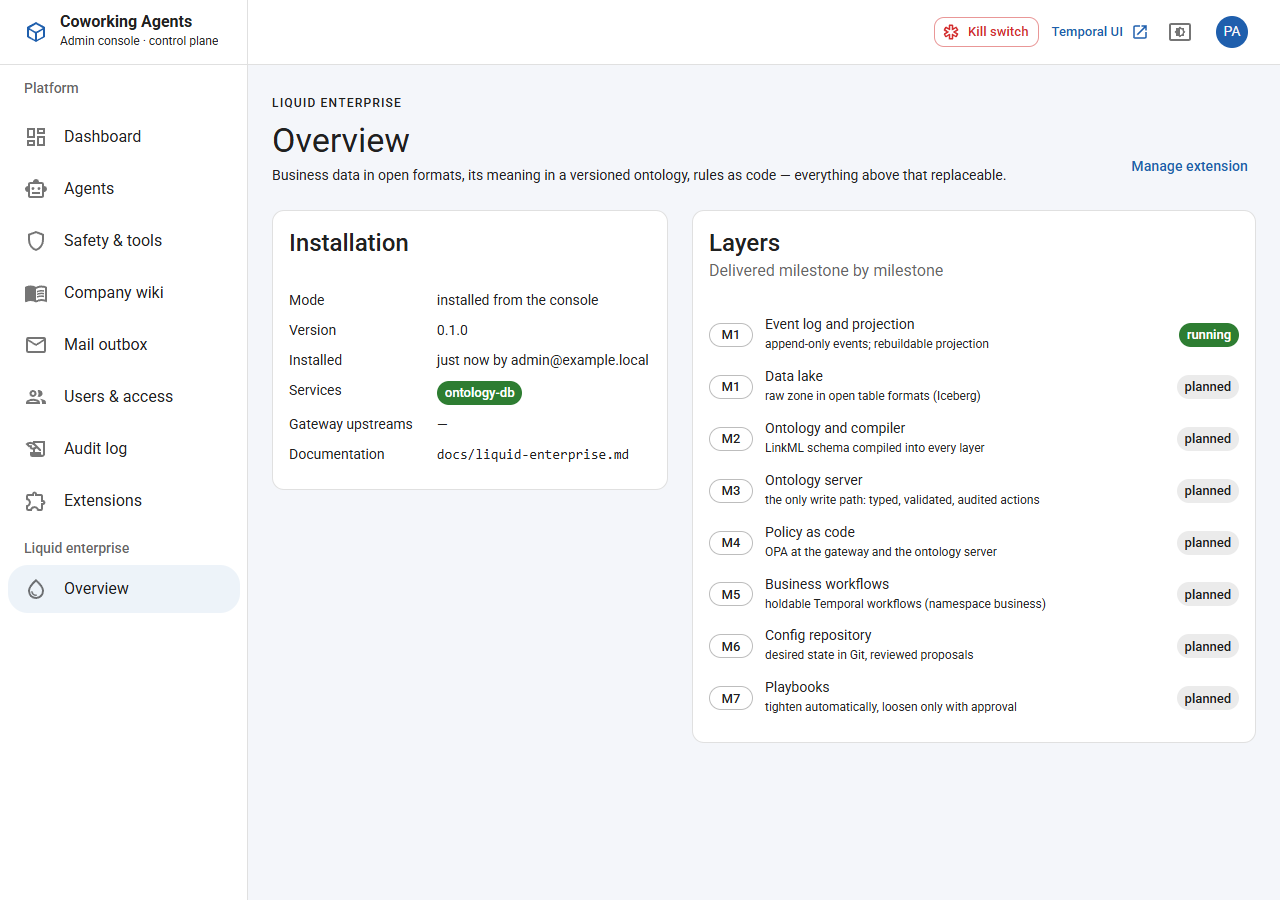 Coworking Agents
Admin console · control plane
Kill switch
Temporal UI
PA
Platform
Dashboard
Agents
Safety & tools
Company wiki
Mail outbox
Users & access
Audit log
Extensions
Liquid enterprise
Overview
LIQUID ENTERPRISE
Overview
Business data in open formats, its meaning in a versioned ontology, rules as code — everything above that replaceable.
Manage extension
Installation
Mode installed from the console
Version 0.1.0
Installed just now by admin@example.local
Services ontology-db
Gateway upstreams —
Documentation docs/liquid-enterprise.md
Layers
Delivered milestone by milestone
M1 Event log and projection running
append-only events; rebuildable projection
M1 Data lake planned
raw zone in open table formats (Iceberg)
M2 Ontology and compiler planned
LinkML schema compiled into every layer
M3 Ontology server planned
the only write path: typed, validated, audited actions
M4 Policy as code planned
OPA at the gateway and the ontology server
M5 Business workflows planned
holdable Temporal workflows (namespace business)
M6 Config repository planned
desired state in Git, reviewed proposals
M7 Playbooks planned
tighten automatically, loosen only with approval